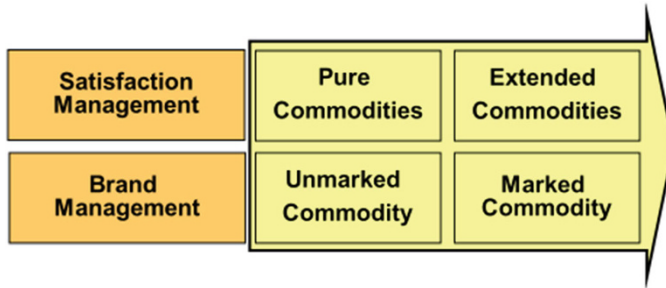 Satisfaction
Management
Pure
Commodities
Extended
Commodities
Brand
Management
Unmarked
Commodity
Marked
Commodity